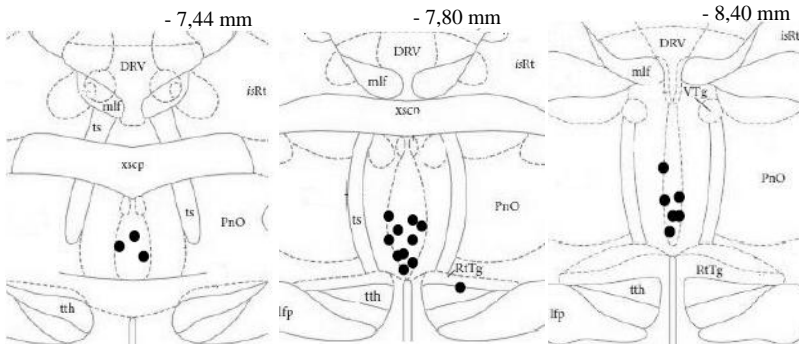 - 7,44 mm
DRV
isRt
mlf
ts
xscp
ts
PnO
tth
- 7,80 mm
DRV
isRt
mlf
xscp
ts
PnO
RtTg
tth
lfp
- 8,40 mm
DRV
isRt
mlf
VTg
PnO
RtTg
tth